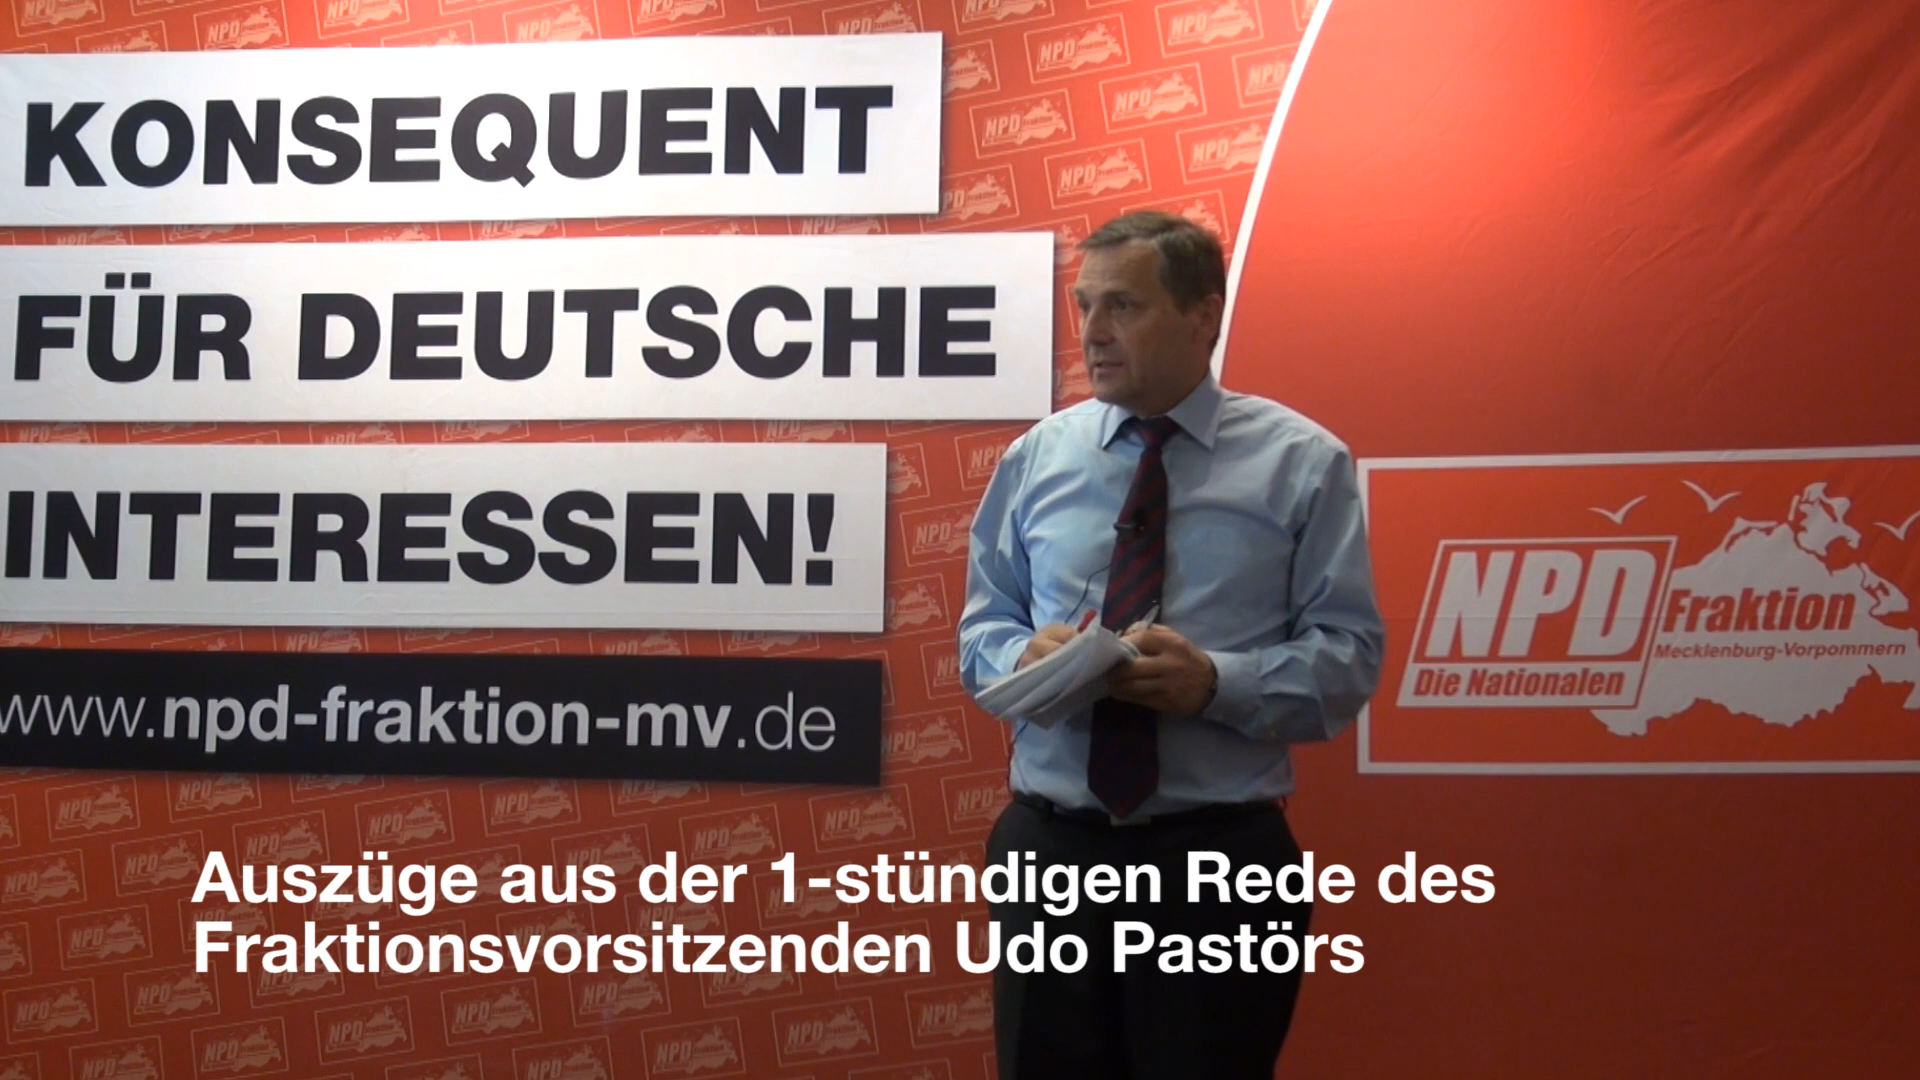 KONSEQUENT
FÜR DEUTSCHE
INTERESSEN!
www.npd-fraktion-mv.de
NPD Fraktion
Mecklenburg-Vorpommern
Die Nationalen
Auszüge aus der 1-stündigen Rede des
Fraktionsvorsitzenden Udo Pastörs